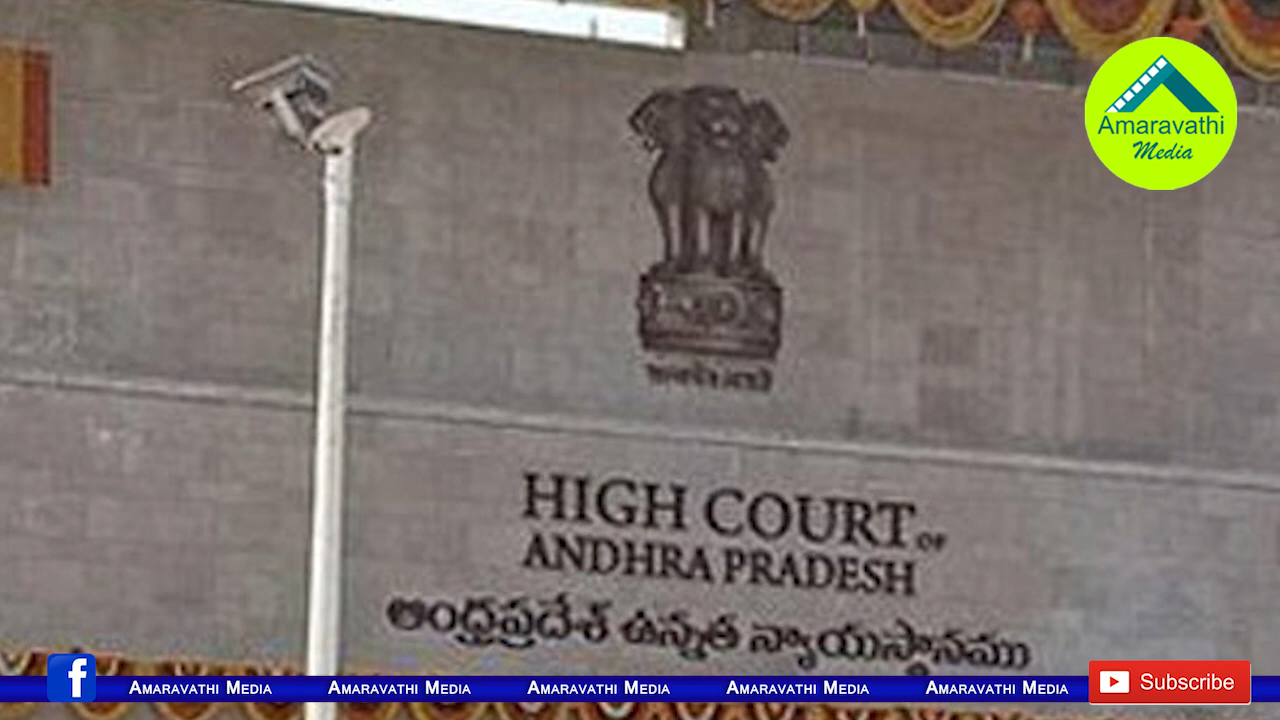 Amaravathi
Media
HIGH COURT OF
ANDHRA PRADESH
ఆంధ్రప్రదేశ్ ఉన్నత న్యాయస్థానము
f Amaravathi Media Amaravathi Media Amaravathi Media Amaravathi Media Amaravathi Media Subscribe